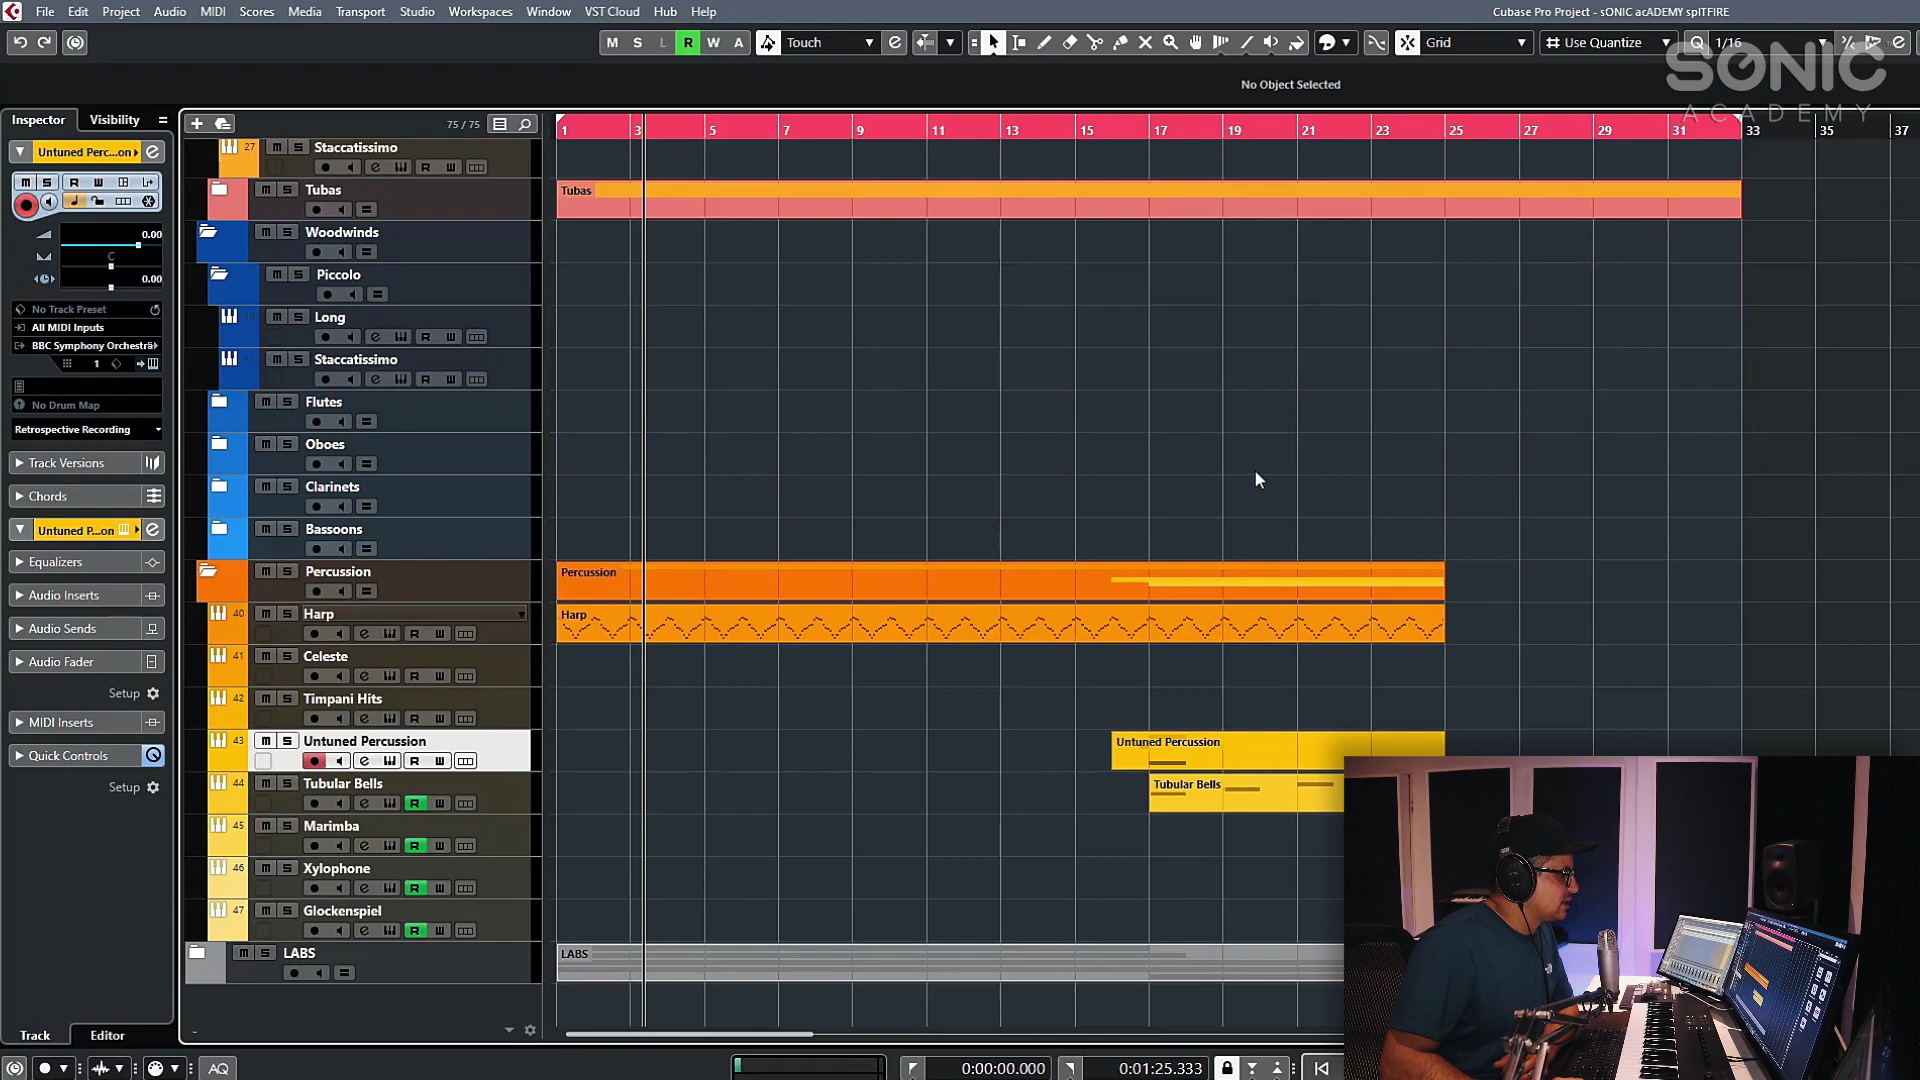 File Edit Project Audio MIDI Scores Media Transport Studio Workspaces Window VST Cloud Hub Help
Cubase Pro Project - sONIC acADEMY spITFIRE
M S L R W A Touch Grid Use Quantize Q 1/16
SONIC
ACADEMY
No Object Selected
Inspector Visibility
75 / 75
1 3 5 7 9 11 13 15 17 19 21 23 25 27 29 31 33 35 37
Untuned Perc...on
M S R W
0.00
C
0.00
No Track Preset
All MIDI Inputs
BBC Symphony Orchestra
1
No Drum Map
Retrospective Recording
Track Versions
Chords
Untuned P...on
Equalizers
Audio Inserts
Audio Sends
Audio Fader
Setup
MIDI Inserts
Quick Controls
Setup
Track Editor
27 m S Staccatissimo
R W
m S Tubas
m S Woodwinds
m S Piccolo
m S Long
R W
m S Staccatissimo
R W
m S Flutes
m S Oboes
m S Clarinets
m S Bassoons
m S Percussion
40 m S Harp
R W
41 m S Celeste
R W
42 m S Timpani Hits
R W
43 m S Untuned Percussion
R W
44 m S Tubular Bells
R W
45 m S Marimba
R W
46 m S Xylophone
R W
47 m S Glockenspiel
R W
m S LABS
Tubas
Percussion
Harp
Untuned Percussion
Tubular Bells
LABS
AQ
0:00:00.000
0:01:25.333